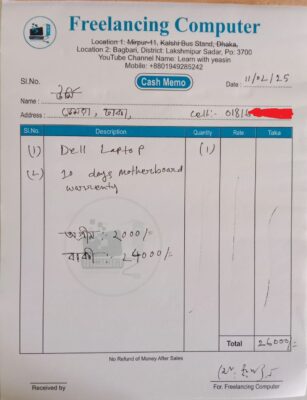 Freelancing Computer
Location 1: Mirpur-11, Kalshi Bus Stand, Dhaka,
Location 2: Bagbari, District: Lakshmipur Sadar, Po: 3700
YouTube Channel Name: Learn with yeasin
Mobile: +8801949285242
Sl.No.
Cash Memo
Date : 11/02/25
Name :
Address : ঢাকা, Cell:- 018
Sl.No. Description Quantity Rate Taka
(1) Dell Laptop (1)
(2) 10 days motherboard
warrenty
অগ্রীম : 2000/=
বাকী : 24000/=
Total 26000/=
No Refund of Money After Sales
Received by
For. Freelancing Computer